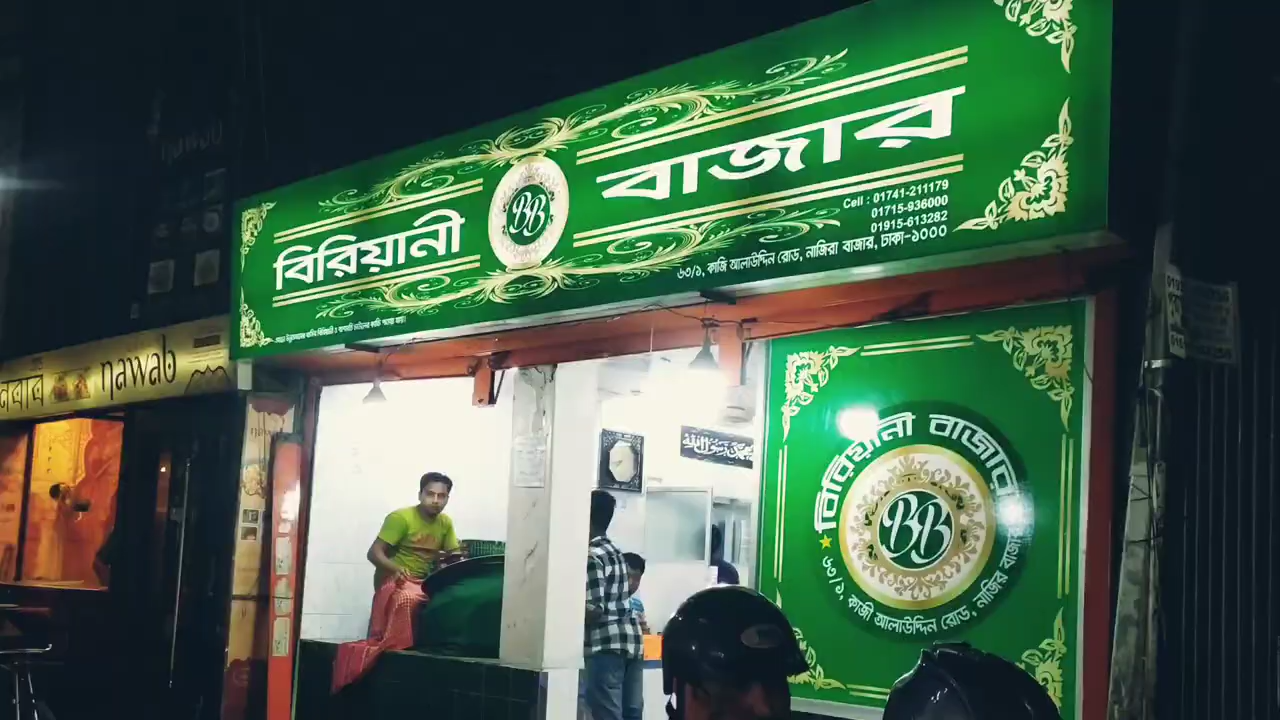 বিরিয়ানী
BB
বাজার
Cell : 01741-211179
01715-936000
01915-613282
৬৩/১, কাজি আলাউদ্দিন রোড, নাজিরা বাজার, ঢাকা-১০০০
নবাব nawab
বিরিয়ানী বাজার
BB
৬৩/১, কাজী আলাউদ্দিন রোড, নাজির বাজার